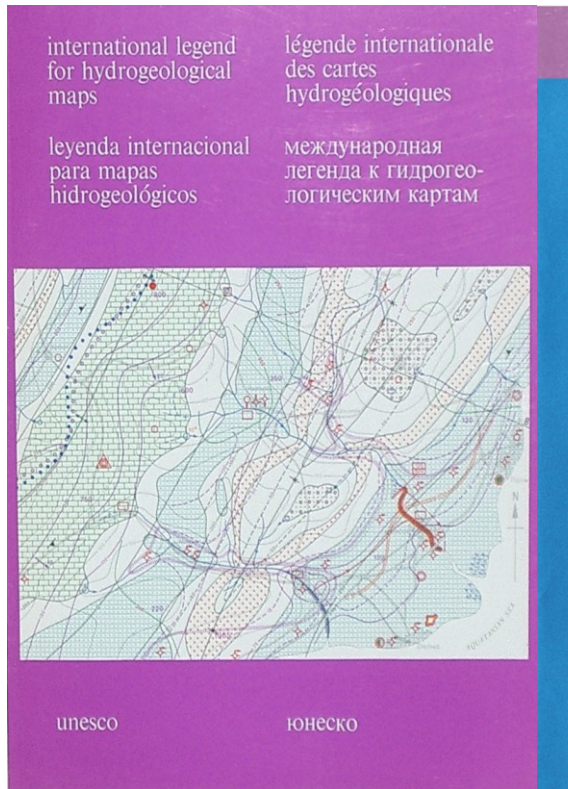 international legend
for hydrogeological
maps
légende internationale
des cartes
hydrogéologiques
leyenda internacional
para mapas
hidrogeológicos
международная
легенда к гидрогео-
логическим картам
N
220
unesco
юнеско